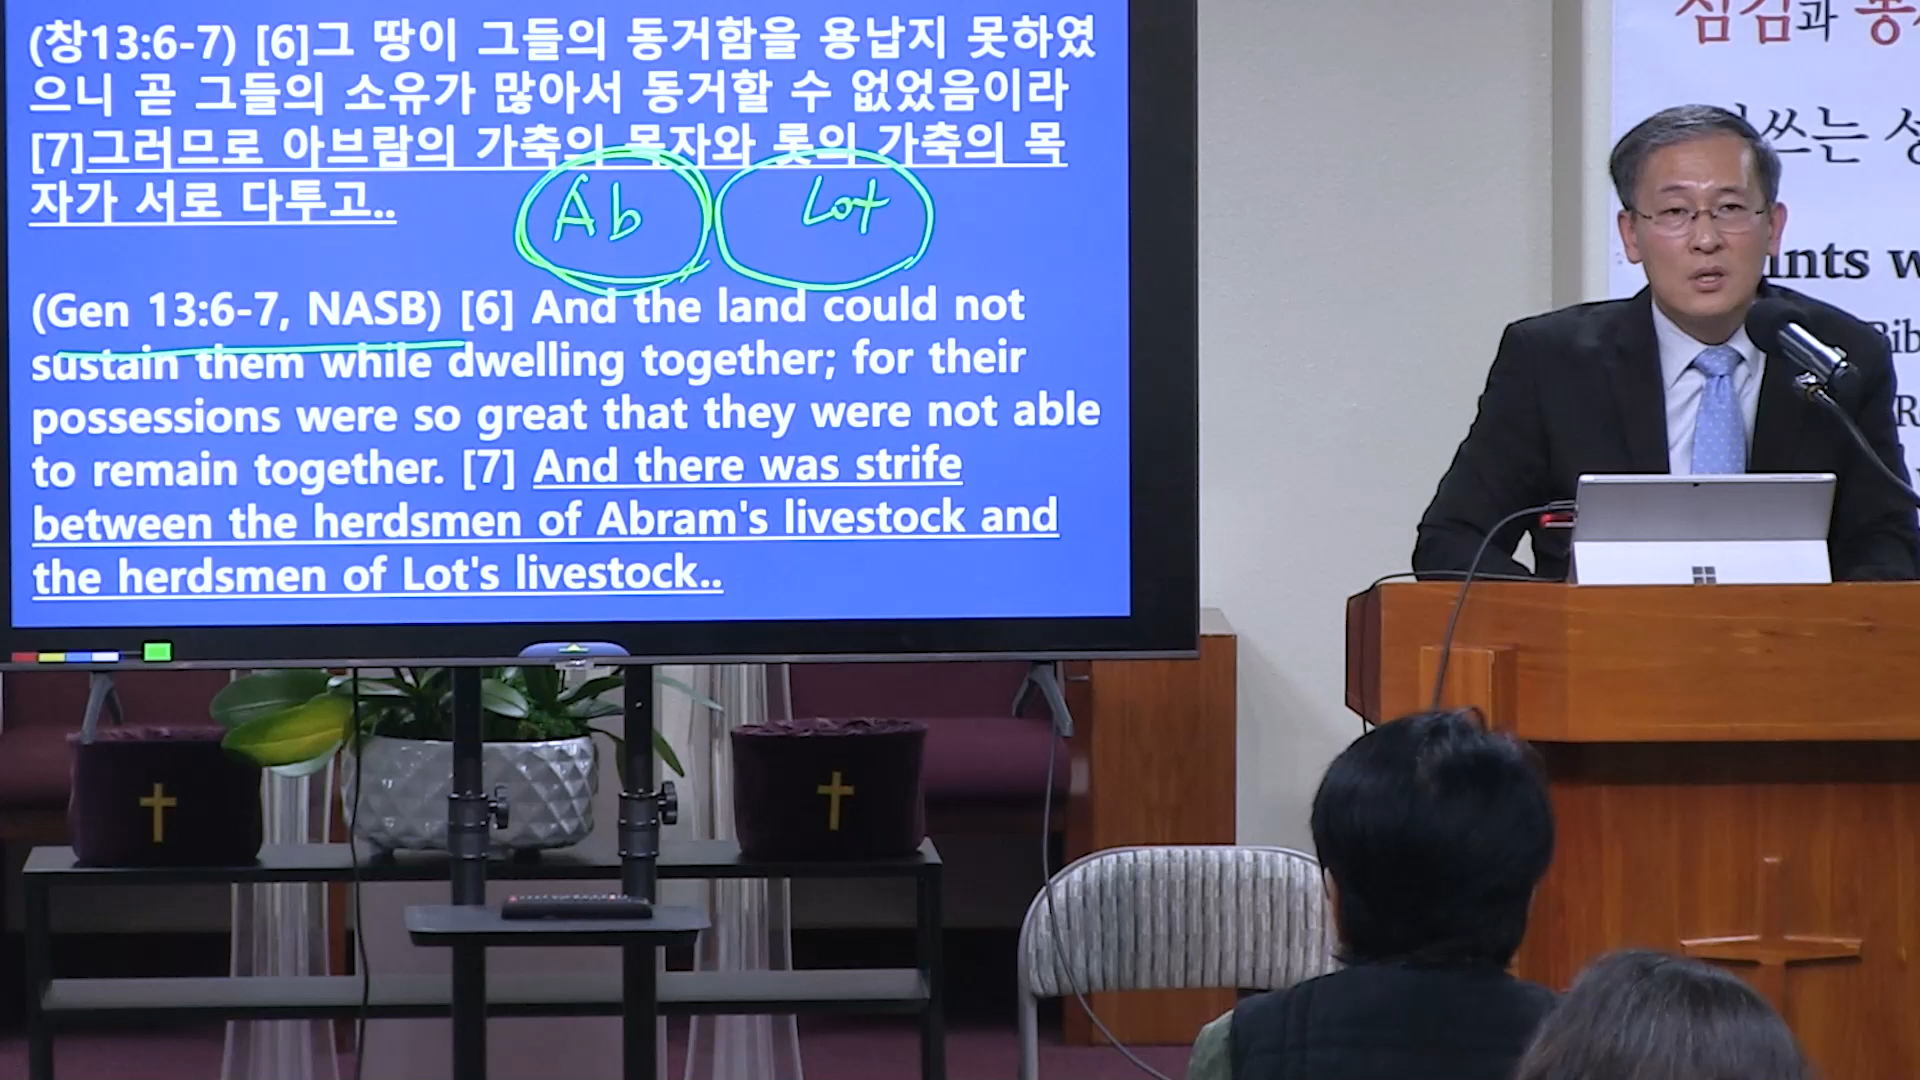 (창13:6-7) [6]그 땅이 그들의 동거함을 용납지 못하였
으니 곧 그들의 소유가 많아서 동거할 수 없었음이라
[7]그러므로 아브람의 가축의 목자와 롯의 가축의 목
자가 서로 다투고..
Ab
Lot
(Gen 13:6-7, NASB) [6] And the land could not
sustain them while dwelling together; for their
possessions were so great that they were not able
to remain together. [7] And there was strife
between the herdsmen of Abram's livestock and
the herdsmen of Lot's livestock..
섬김과
쓰는